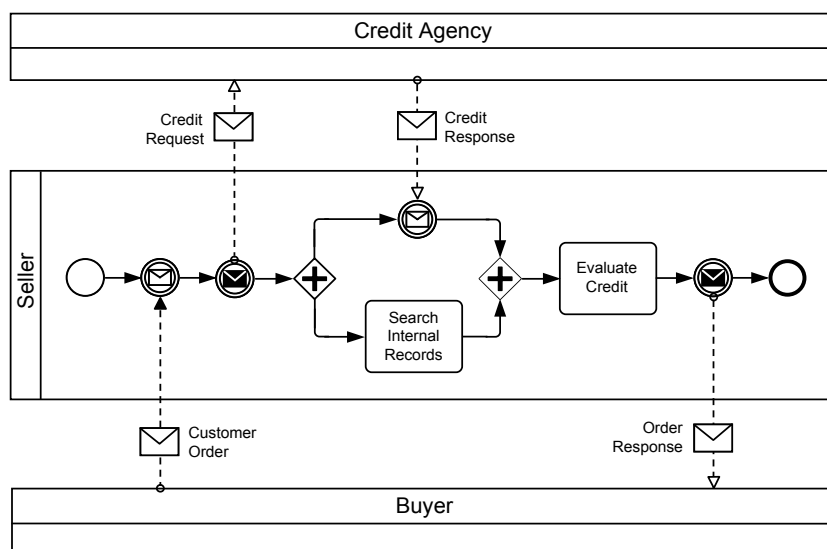 Credit Agency
Credit
Request
Credit
Response
Seller
Evaluate
Credit
Search
Internal
Records
Customer
Order
Order
Response
Buyer